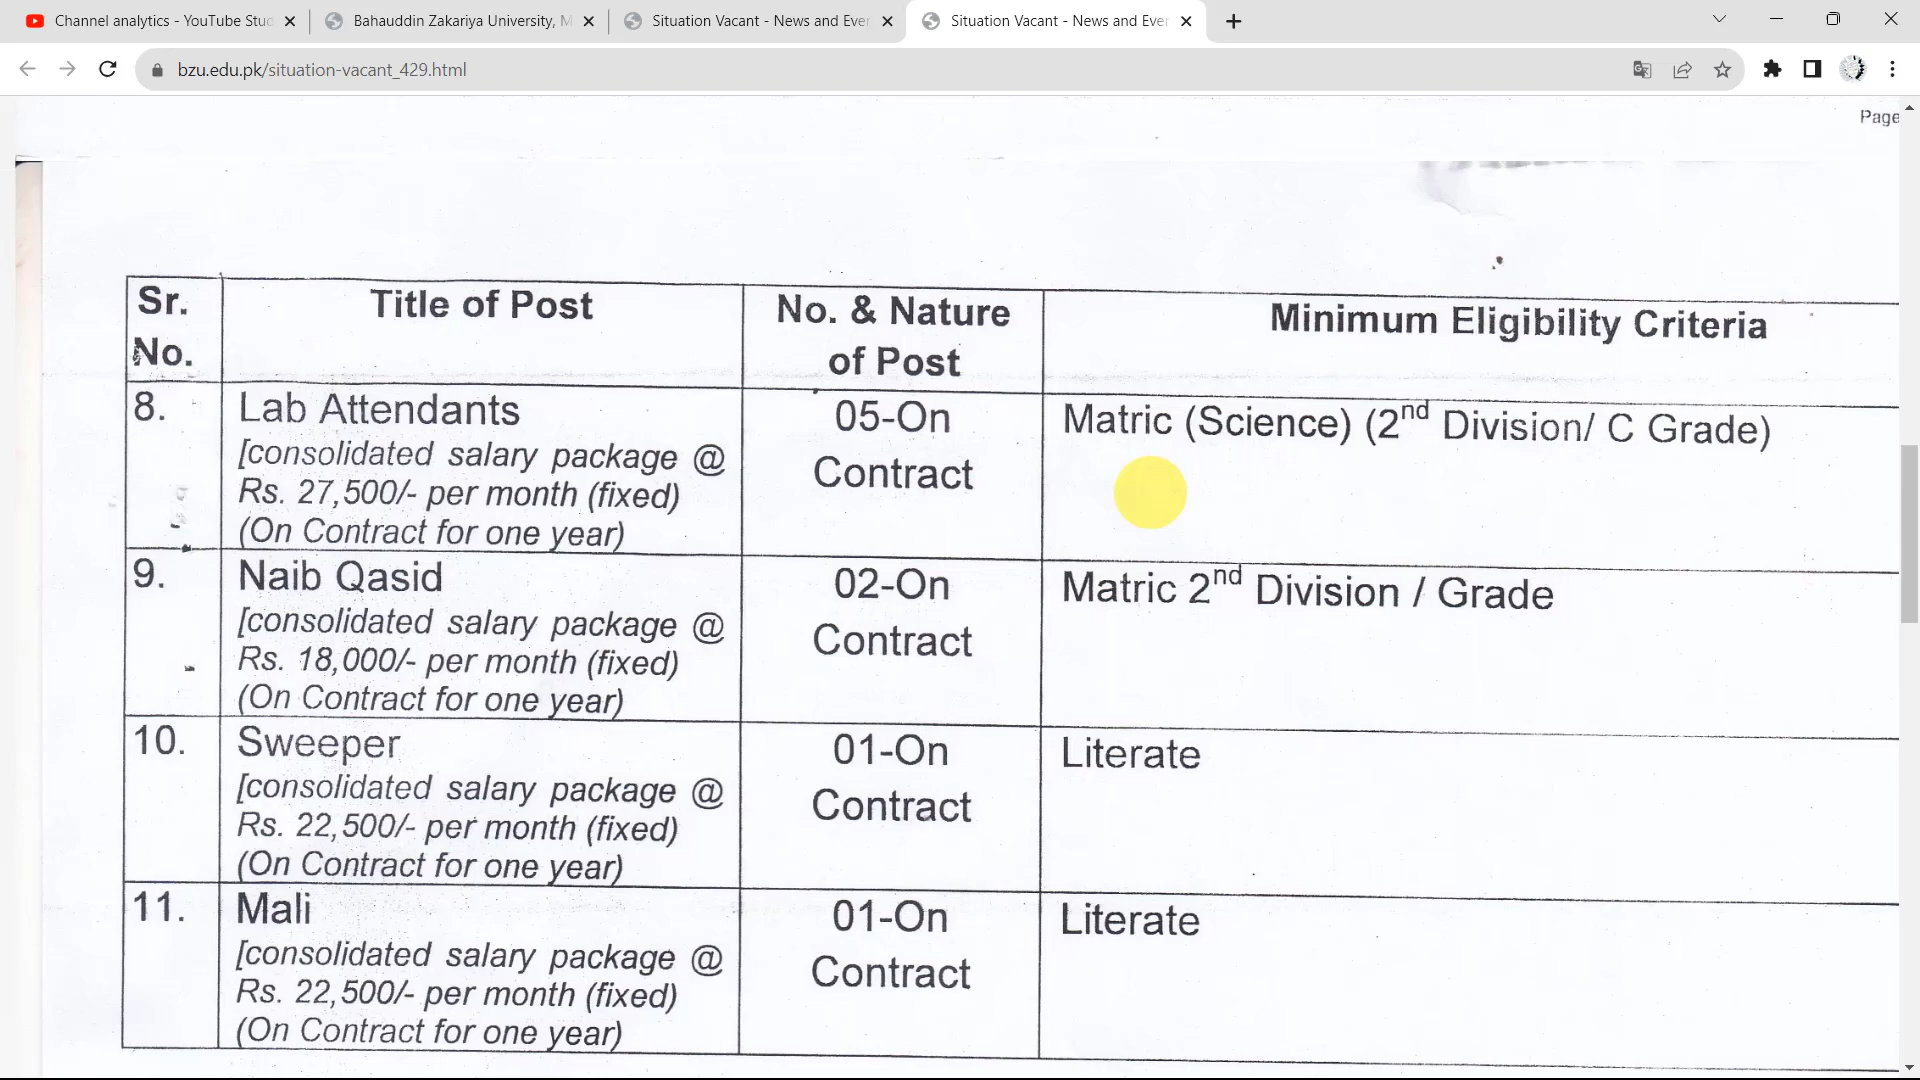 Channel analytics - YouTube Stud
Bahauddin Zakariya University, M
Situation Vacant - News and Even
Situation Vacant - News and Even
bzu.edu.pk/situation-vacant_429.html
Page
Sr. No.
Title of Post
No. & Nature of Post
Minimum Eligibility Criteria
8.
Lab Attendants
[consolidated salary package @
Rs. 27,500/- per month (fixed)
(On Contract for one year)
05-On
Contract
Matric (Science) (2nd Division/ C Grade)
9.
Naib Qasid
[consolidated salary package @
Rs. 18,000/- per month (fixed)
(On Contract for one year)
02-On
Contract
Matric 2nd Division / Grade
10.
Sweeper
[consolidated salary package @
Rs. 22,500/- per month (fixed)
(On Contract for one year)
01-On
Contract
Literate
11.
Mali
[consolidated salary package @
Rs. 22,500/- per month (fixed)
(On Contract for one year)
01-On
Contract
Literate